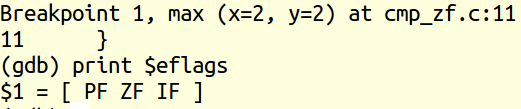 Breakpoint 1, max (x=2, y=2) at cmp_zf.c:11
11 }
(gdb) print $eflags
$1 = [ PF ZF IF ]